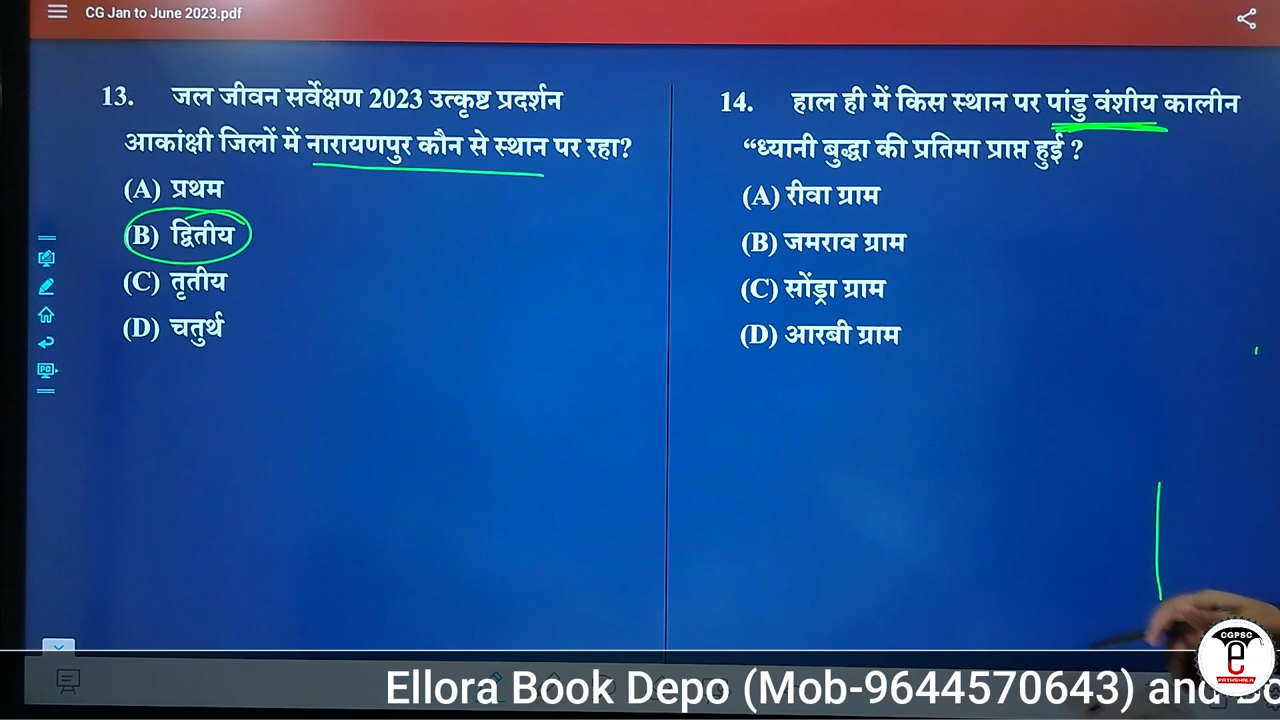 CG Jan to June 2023.pdf
13. जल जीवन सर्वेक्षण 2023 उत्कृष्ट प्रदर्शन
आकांक्षी जिलों में नारायणपुर कौन से स्थान पर रहा?
(A) प्रथम
(B) द्वितीय
(C) तृतीय
(D) चतुर्थ
14. हाल ही में किस स्थान पर पांडु वंशीय कालीन
“ध्यानी बुद्धा की प्रतिमा प्राप्त हुई ?
(A) रीवा ग्राम
(B) जमराव ग्राम
(C) सोंड्रा ग्राम
(D) आरबी ग्राम
CGPSC
e
PATHSHALA
Ellora Book Depo (Mob-9644570643) and